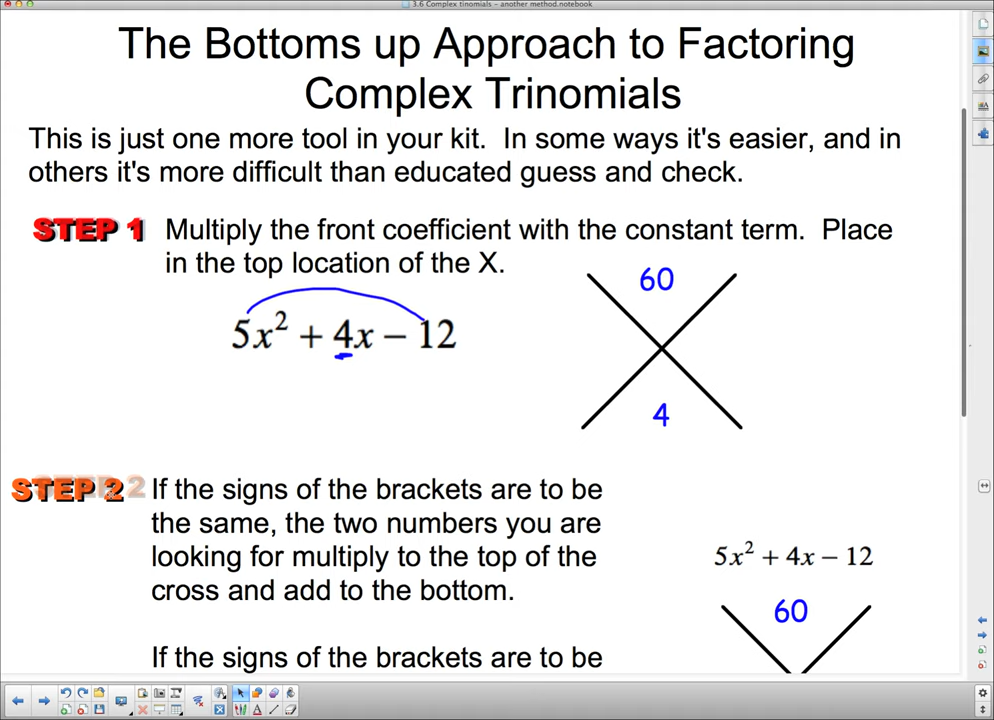 3.6 Complex tinomials – another method.notebook
The Bottoms up Approach to Factoring
Complex Trinomials
This is just one more tool in your kit. In some ways it's easier, and in
others it's more difficult than educated guess and check.
STEP 1 Multiply the front coefficient with the constant term. Place
in the top location of the X.
60
5x² + 4x – 12
4
STEP 2 If the signs of the brackets are to be
the same, the two numbers you are
looking for multiply to the top of the
cross and add to the bottom.
5x² + 4x – 12
60
If the signs of the brackets are to be